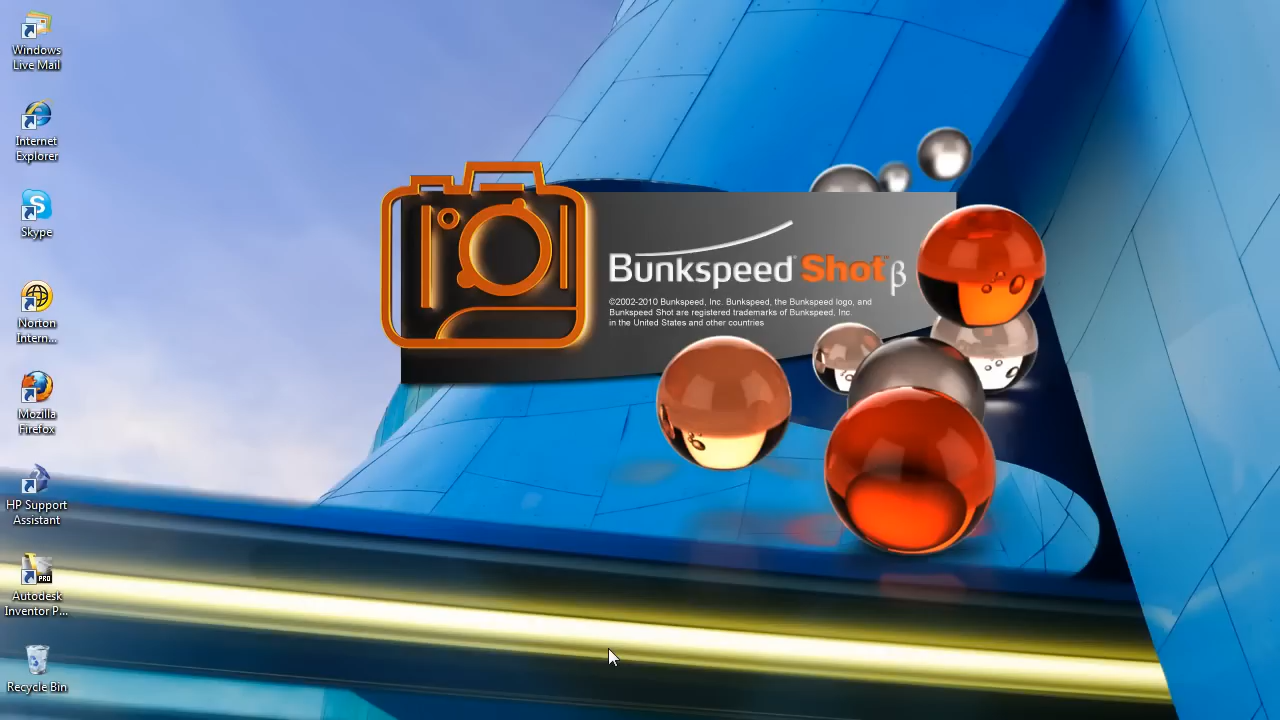 Windows
Live Mail
Internet
Explorer
Skype
Norton
Intern...
Mozilla
Firefox
HP Support
Assistant
PRO
Autodesk
Inventor P...
Recycle Bin
Bunkspeed Shot β
©2002-2010 Bunkspeed, Inc. Bunkspeed, the Bunkspeed logo, and
Bunkspeed Shot are registered trademarks of Bunkspeed, Inc.
in the United States and other countries